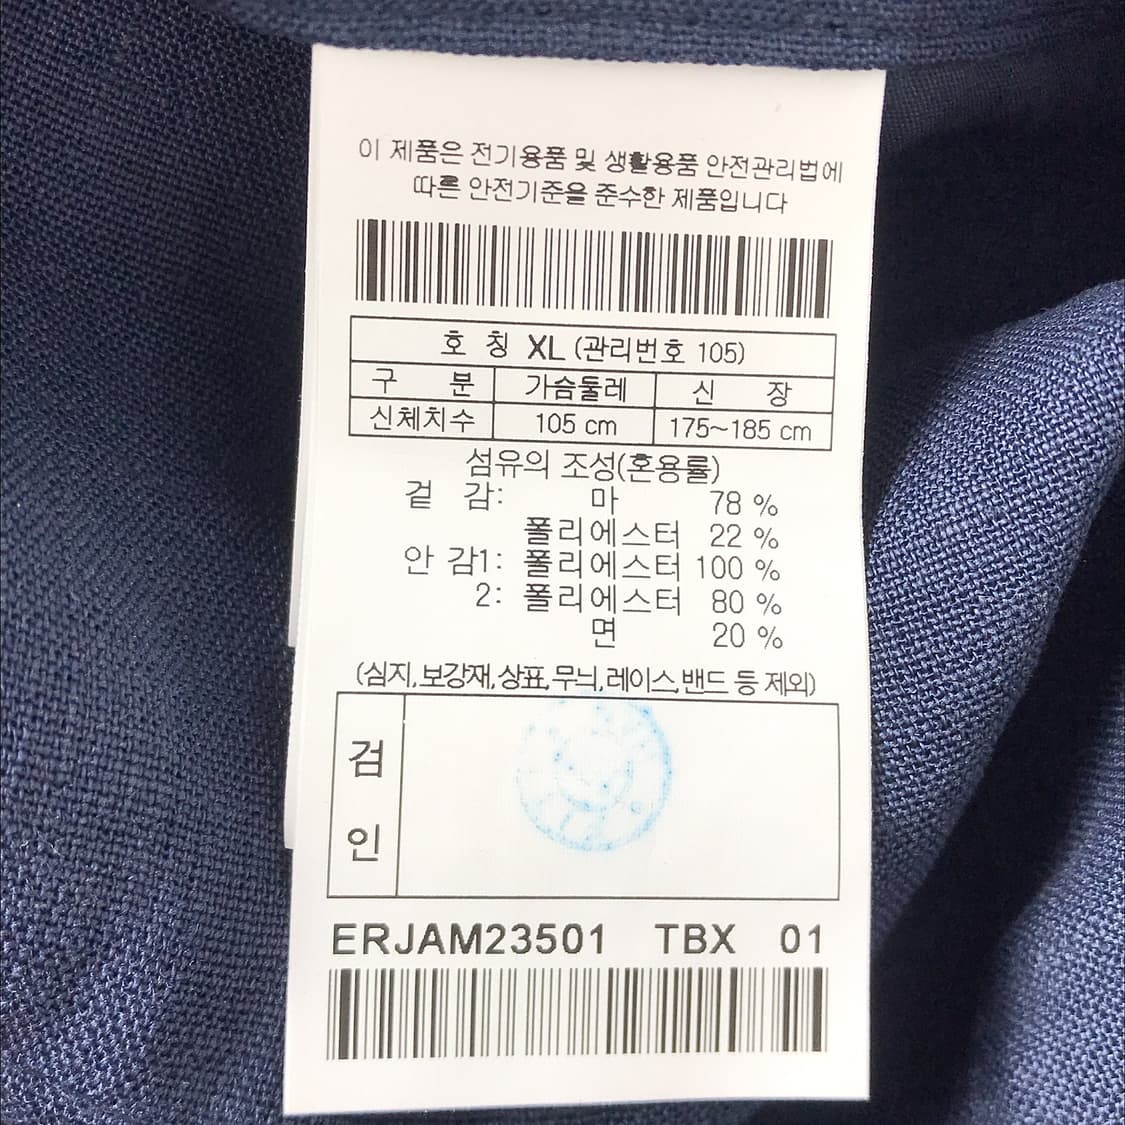 이 제품은 전기용품 및 생활용품 안전관리법에
따른 안전기준을 준수한 제품입니다
호 칭 XL (관리번호 105)
구 분 가슴둘레 신 장
신체치수 105 cm 175~185 cm
섬유의 조성(혼용률)
겉 감: 마 78 %
폴리에스터 22 %
안 감1: 폴리에스터 100 %
2: 폴리에스터 80 %
면 20 %
(심지,보강재,상표,무늬,레이스,밴드 등 제외)
검
인
ERJAM23501 TBX 01